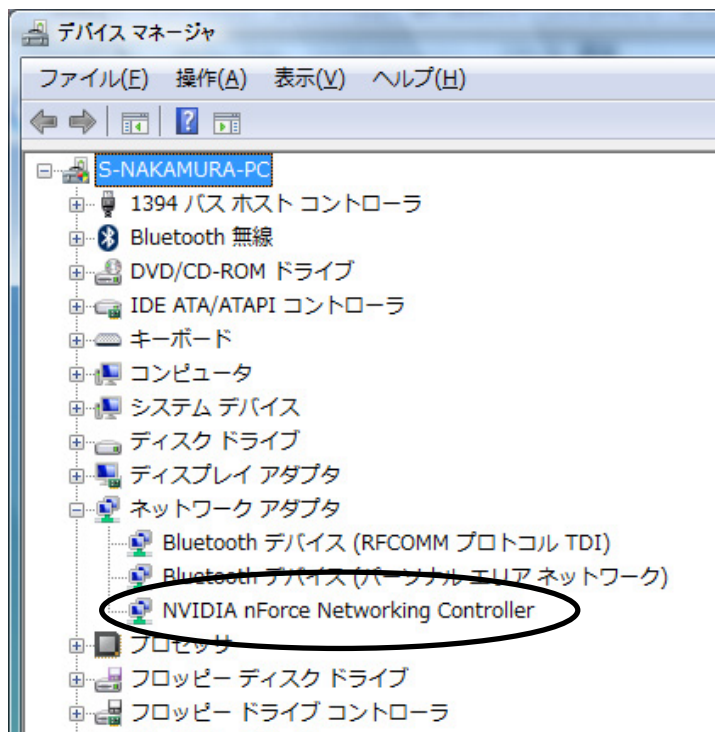 デバイス マネージャ
ファイル(F) 操作(A) 表示(V) ヘルプ(H)
S-NAKAMURA-PC
1394 バス ホスト コントローラ
Bluetooth 無線
DVD/CD-ROM ドライブ
IDE ATA/ATAPI コントローラ
キーボード
コンピュータ
システム デバイス
ディスク ドライブ
ディスプレイ アダプタ
ネットワーク アダプタ
Bluetooth デバイス (RFCOMM プロトコル TDI)
Bluetooth デバイス (パーソナル エリア ネットワーク)
NVIDIA nForce Networking Controller
プロセッサ
フロッピー ディスク ドライブ
フロッピー ドライブ コントローラ